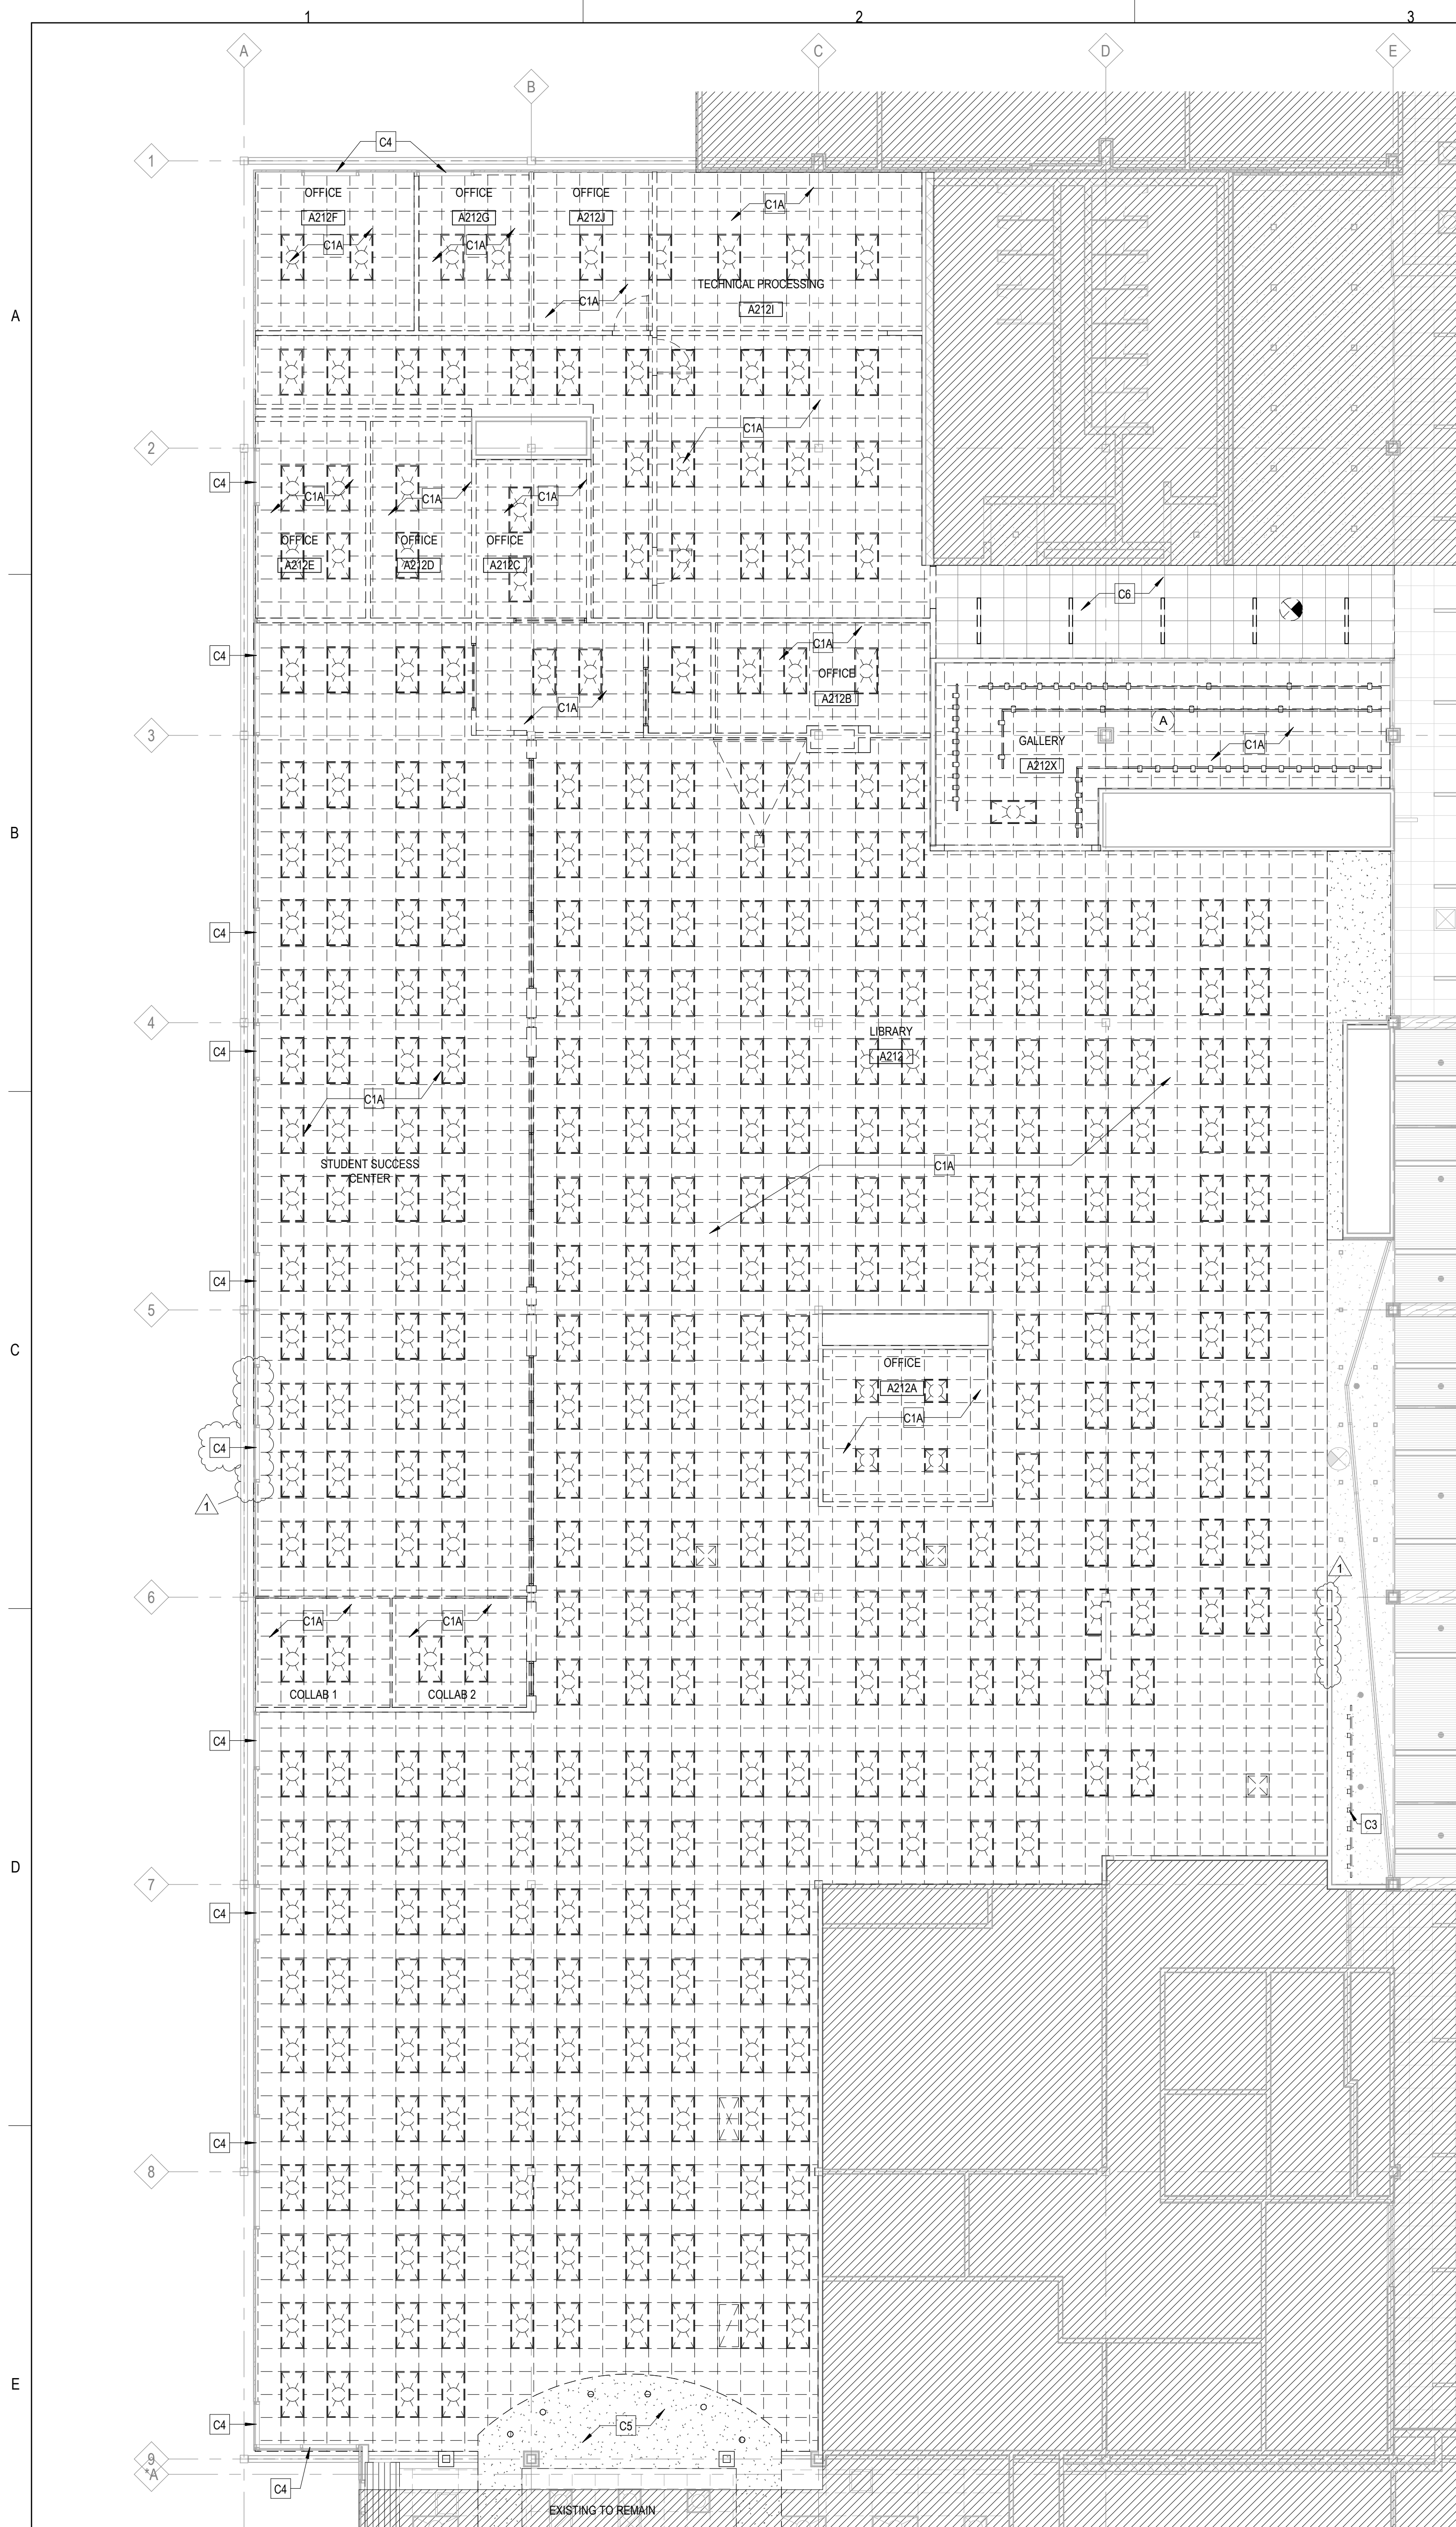 1
2
3
A
B
C
D
E
C4
1
OFFICE
A212F
C1A
OFFICE
A212G
C1A
OFFICE
A212J
C1A
C1A
TECHNICAL PROCESSING
A212I
A
C1A
2
C4
C1A
C1A
C1A
OFFICE
A212E
OFFICE
A212D
OFFICE
A212C
C6
C4
C1A
OFFICE
A212B
C1A
3
GALLERY
A212X
A
C1A
B
C4
4
LIBRARY
A212
C4
C1A
STUDENT SUCCESS
CENTER
C1A
C4
5
C
OFFICE
A212A
C1A
C4
1
1
6
C1A
C1A
COLLAB 1
COLLAB 2
C4
C3
D
7
C4
C4
8
E
C4
C5
9
*A
C4
EXISTING TO REMAIN